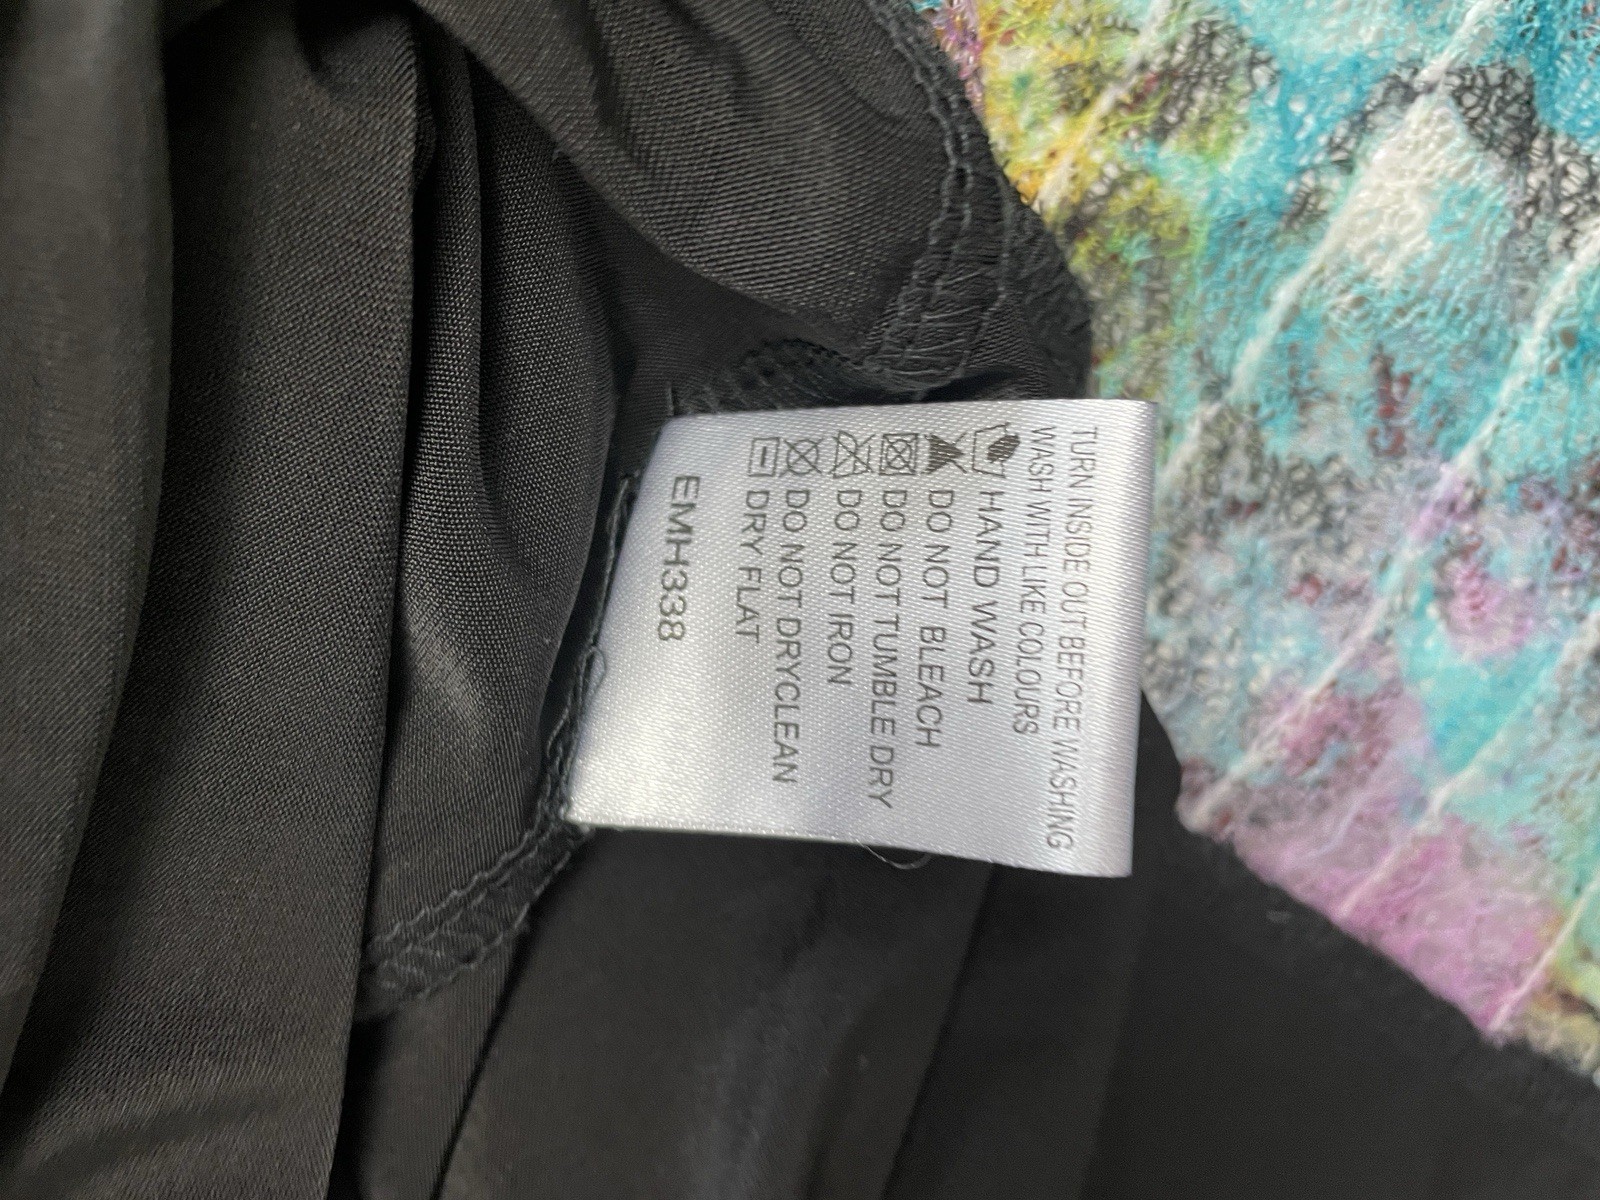 TURN INSIDE OUT BEFORE WASHING
WASH WITH LIKE COLOURS
HAND WASH
DO NOT BLEACH
DO NOT TUMBLE DRY
DO NOT IRON
DO NOT DRYCLEAN
DRY FLAT
EMH338